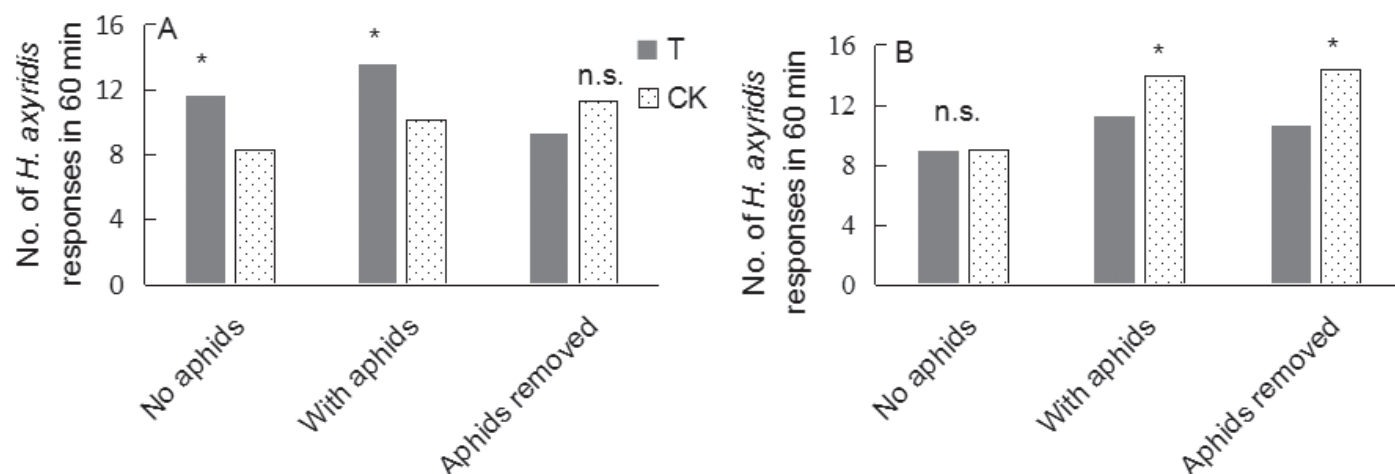 No. of H. axyridis
responses in 60 min
16
12
8
4
0
A
*
*
n.s.
T
CK
No aphids
With aphids
Aphids removed
No. of H. axyridis
responses in 60 min
16
12
8
4
0
B
n.s.
*
*
No aphids
With aphids
Aphids removed